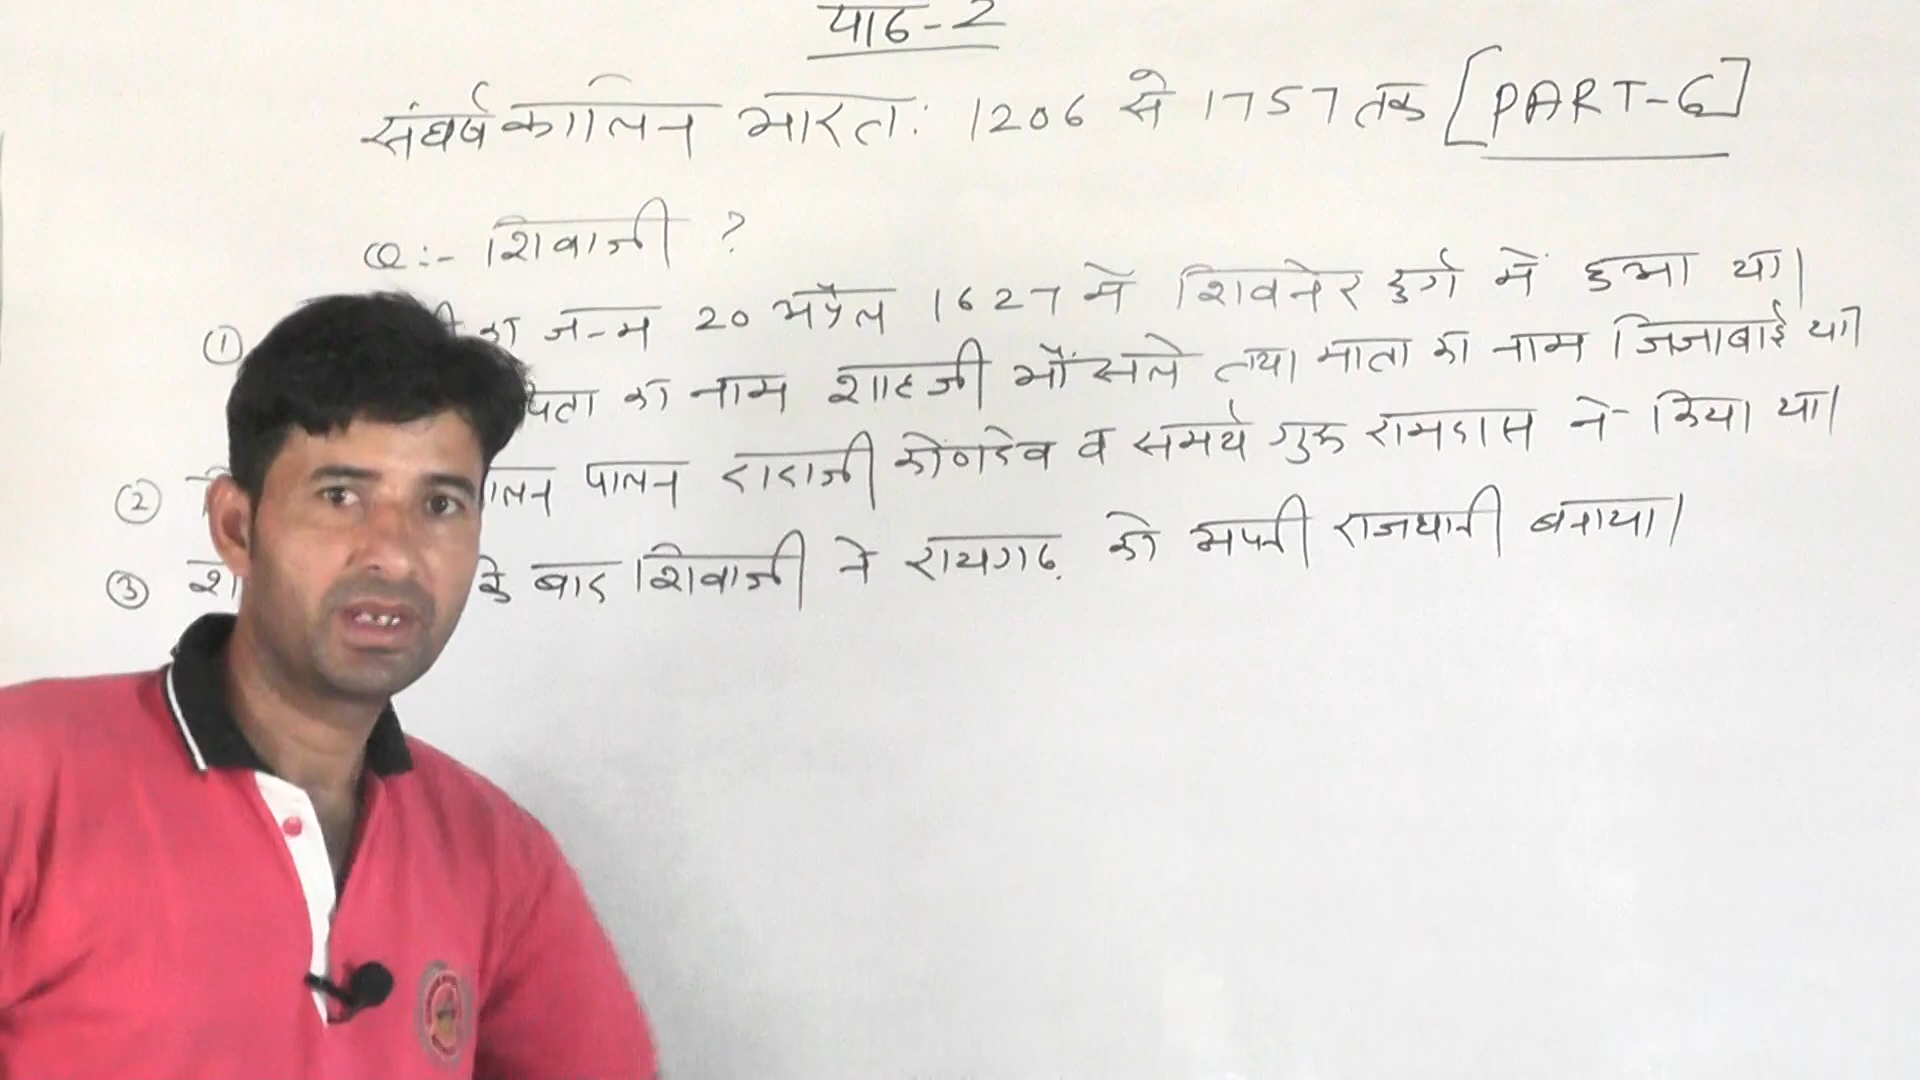 पाठ-2
संघर्षकालिन भारत: 1206 से 1757 तक [PART-6]
Q:- शिवाजी ?
① का जन्म 20 अप्रैल 1627 में शिवनेर दुर्ग में हुआ था।
पिता का नाम शाहजी भोंसले तथा माता का नाम जिजाबाई था।
② लालन पालन दादाजी कोंणदेव व समर्थ गुरु रामदास ने किया था।
③ के बाद शिवाजी ने रायगढ़ को अपनी राजधानी बनाया।